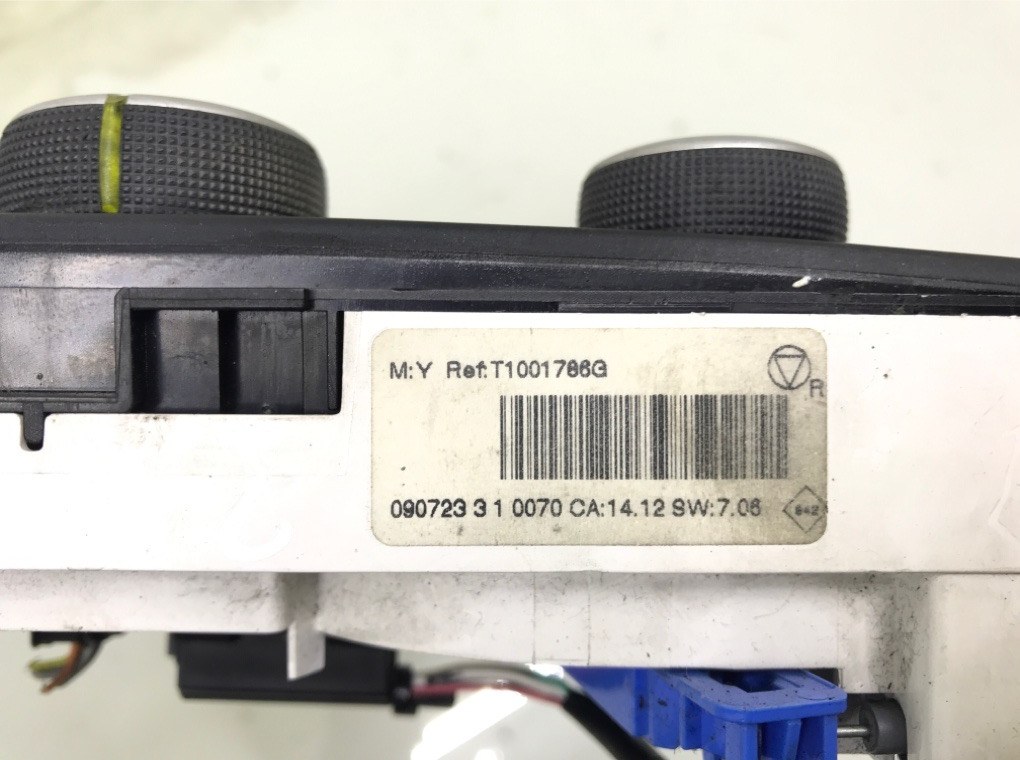 M:Y Ref:T1001786G
R
090723 3 1 0070 CA:14.12 SW:7.06